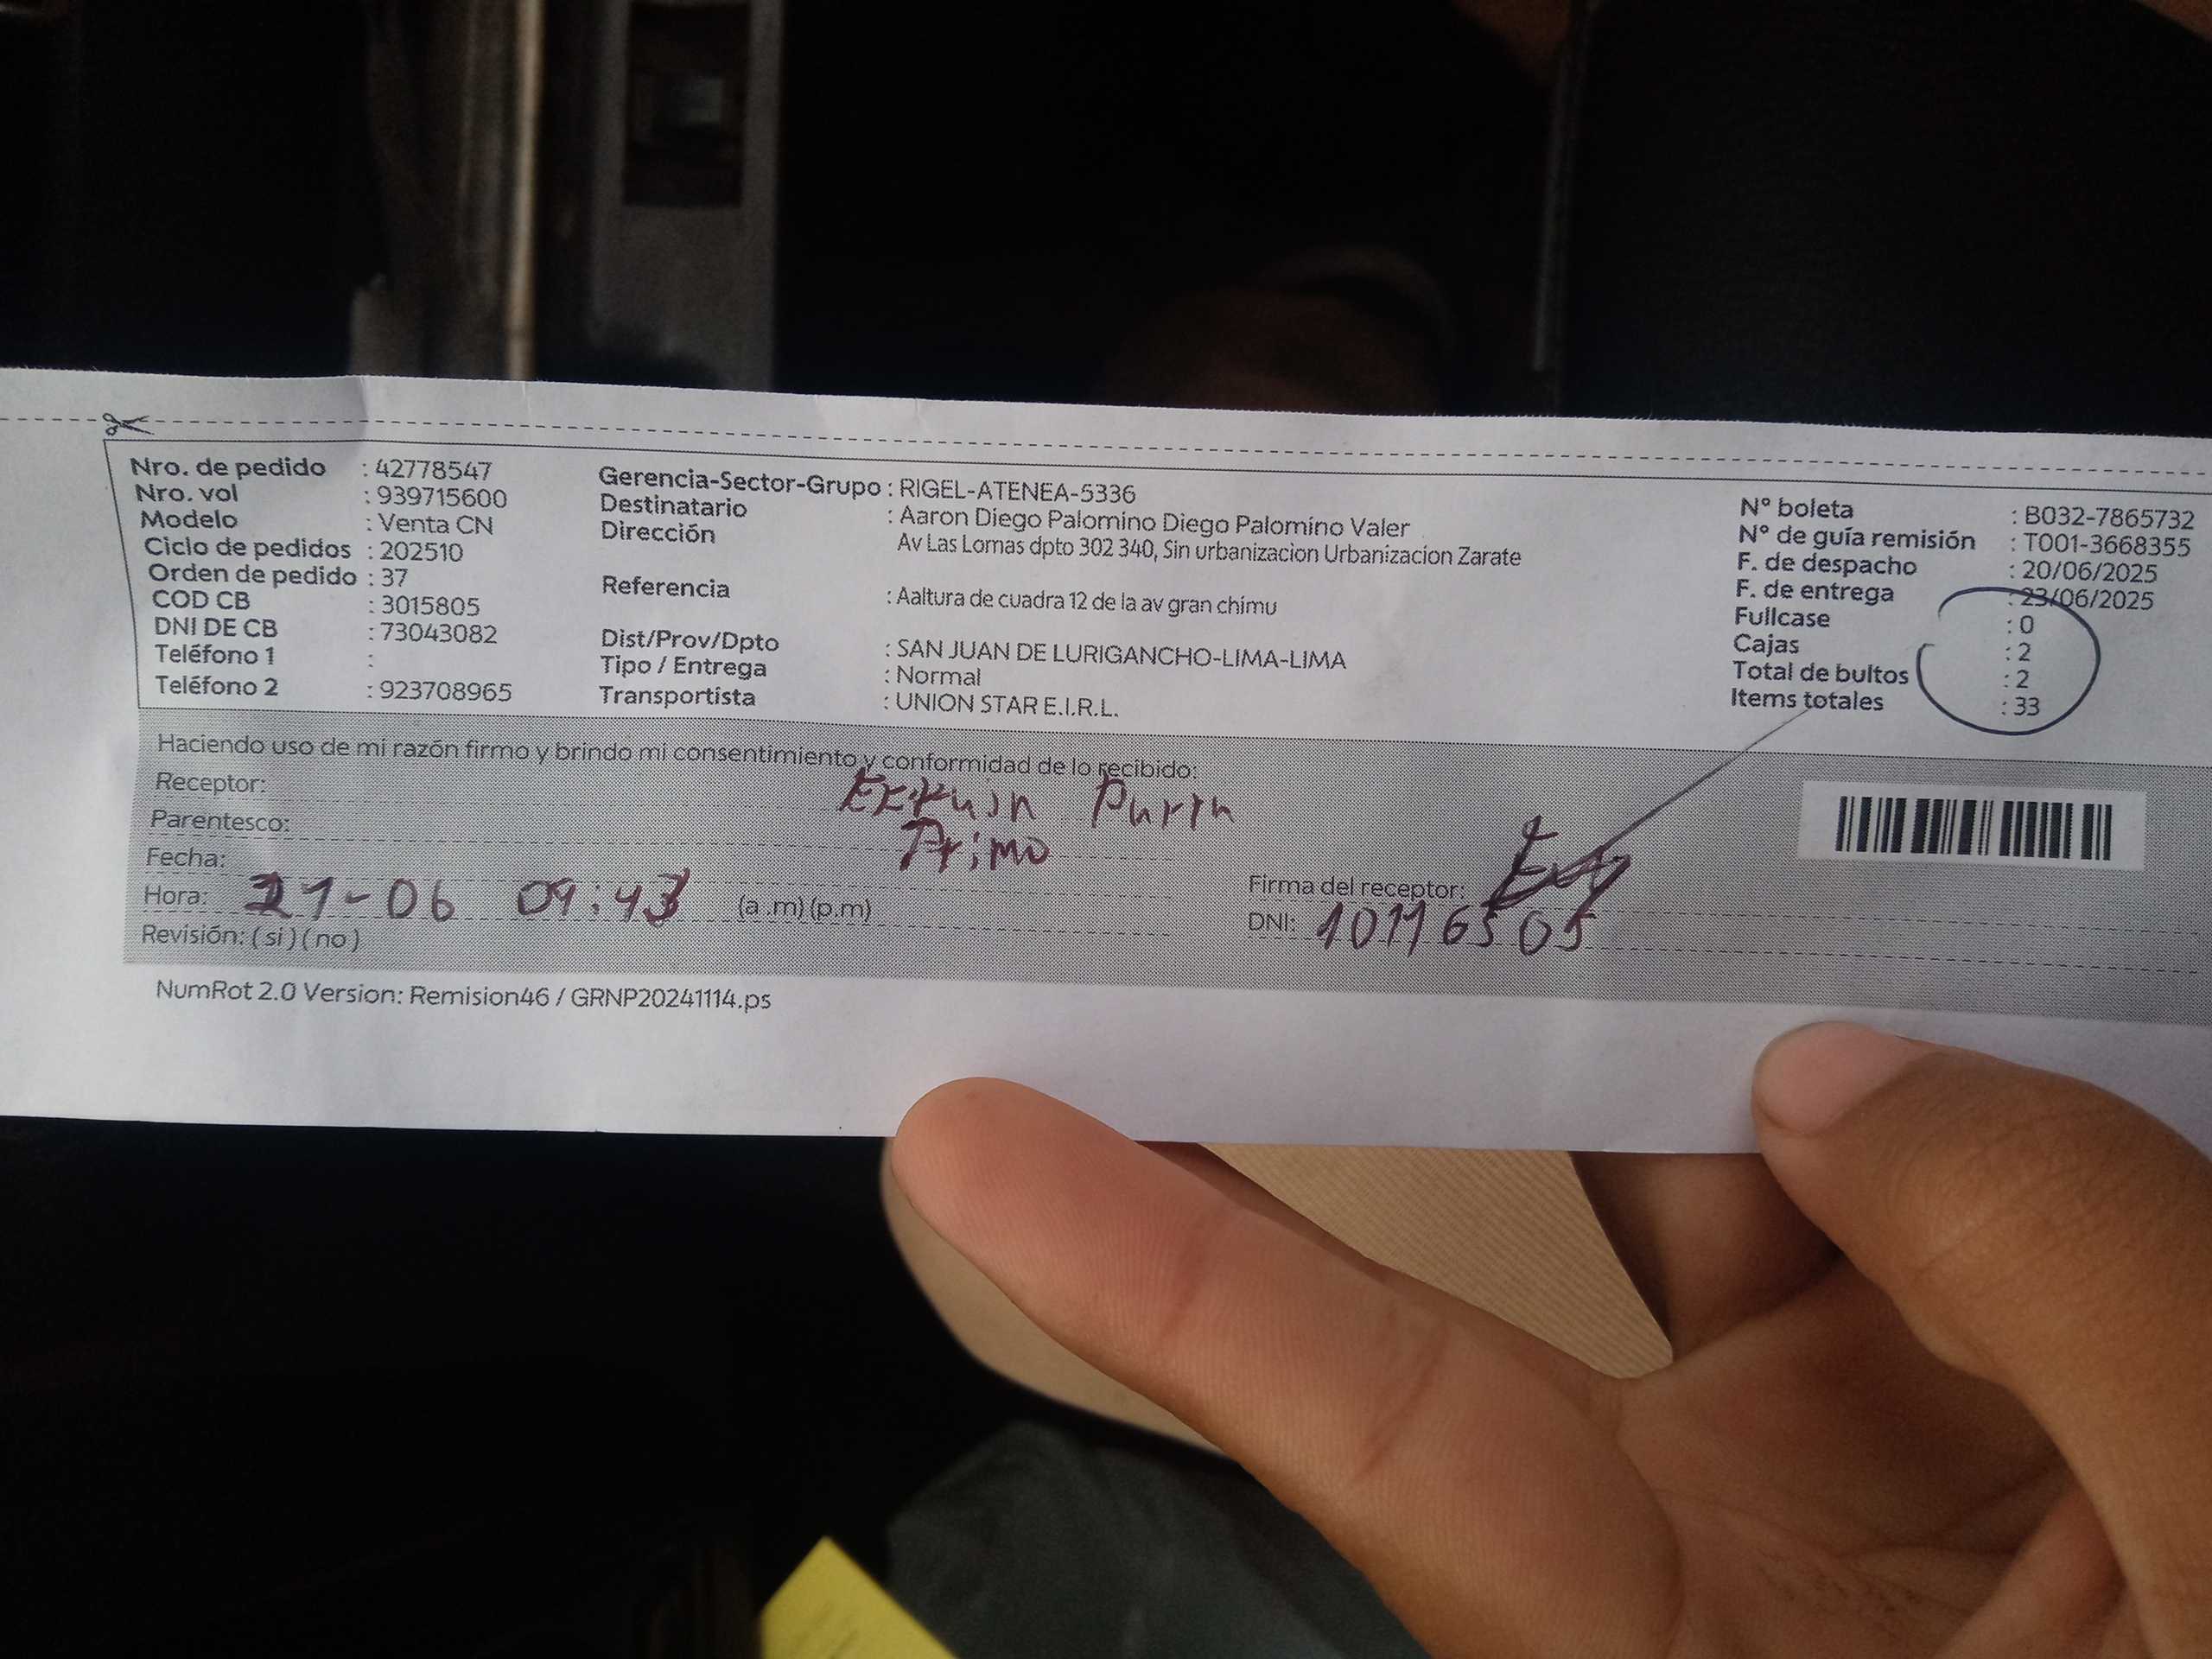 Nro. de pedido : 42778547
Nro. vol : 939715600
Modelo : Venta CN
Ciclo de pedidos : 202510
Orden de pedido : 37
COD CB : 3015805
DNI DE CB : 73043082
Teléfono 1 :
Teléfono 2 : 923708965
Gerencia-Sector-Grupo : RIGEL-ATENEA-5336
Destinatario : Aaron Diego Palomino Diego Palomino Valer
Dirección Av Las Lomas dpto 302 340, Sin urbanizacion Urbanizacion Zarate
Referencia : Aaltura de cuadra 12 de la av gran chimu
Dist/Prov/Dpto : SAN JUAN DE LURIGANCHO-LIMA-LIMA
Tipo / Entrega : Normal
Transportista : UNION STAR E.I.R.L.
N° boleta : B032-7865732
N° de guía remisión : T001-3668355
F. de despacho : 20/06/2025
F. de entrega : 23/06/2025
Fullcase : 0
Cajas : 2
Total de bultos : 2
Items totales : 33
Haciendo uso de mi razón firmo y brindo mi consentimiento y conformidad de lo recibido:
Receptor:
Parentesco: Primo
Fecha:
Hora: 21-06 09:43 (a .m) (p.m)
Revisión: ( si ) ( no )
Firma del receptor:
DNI: 10116505
NumRot 2.0 Version: Remision46 / GRNP20241114.ps